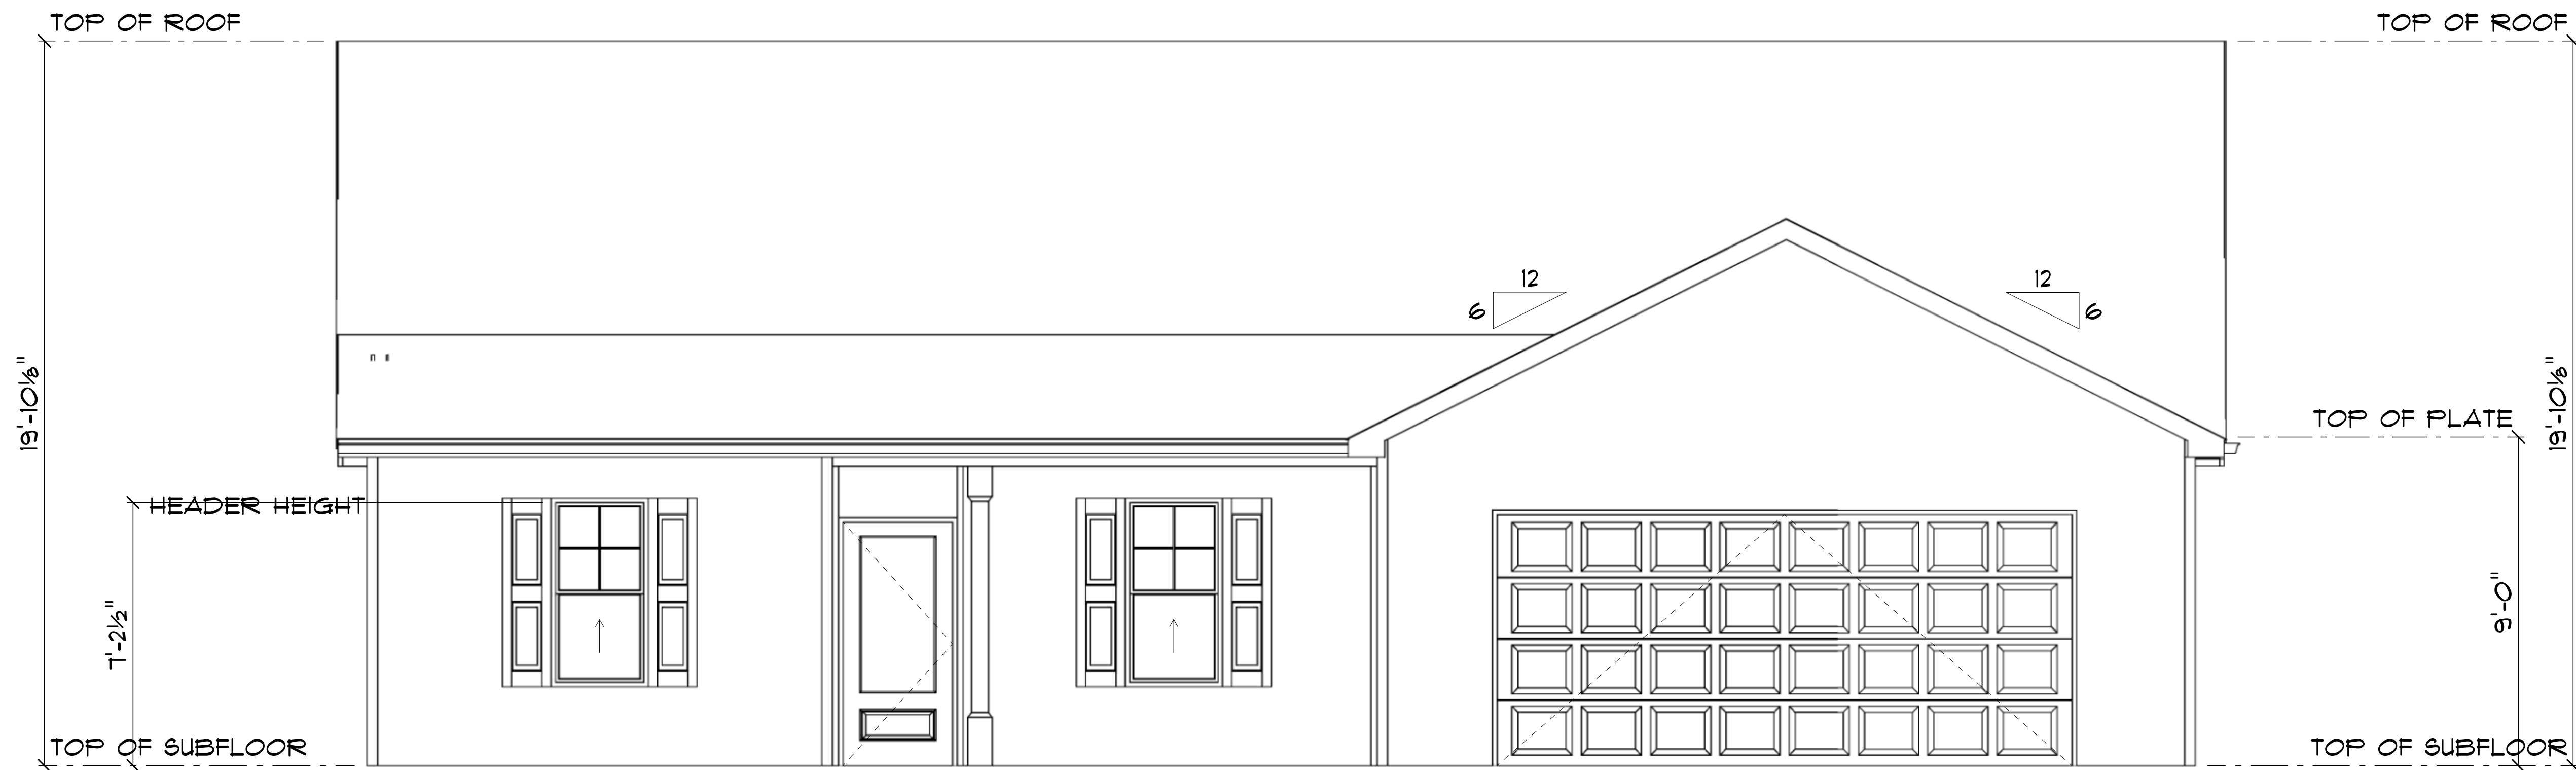 TOP OF ROOF
TOP OF ROOF
12
6
12
6
19'-10⅛"
19'-10⅛"
TOP OF PLATE
HEADER HEIGHT
7'-2½"
9'-0"
TOP OF SUBFLOOR
TOP OF SUBFLOOR